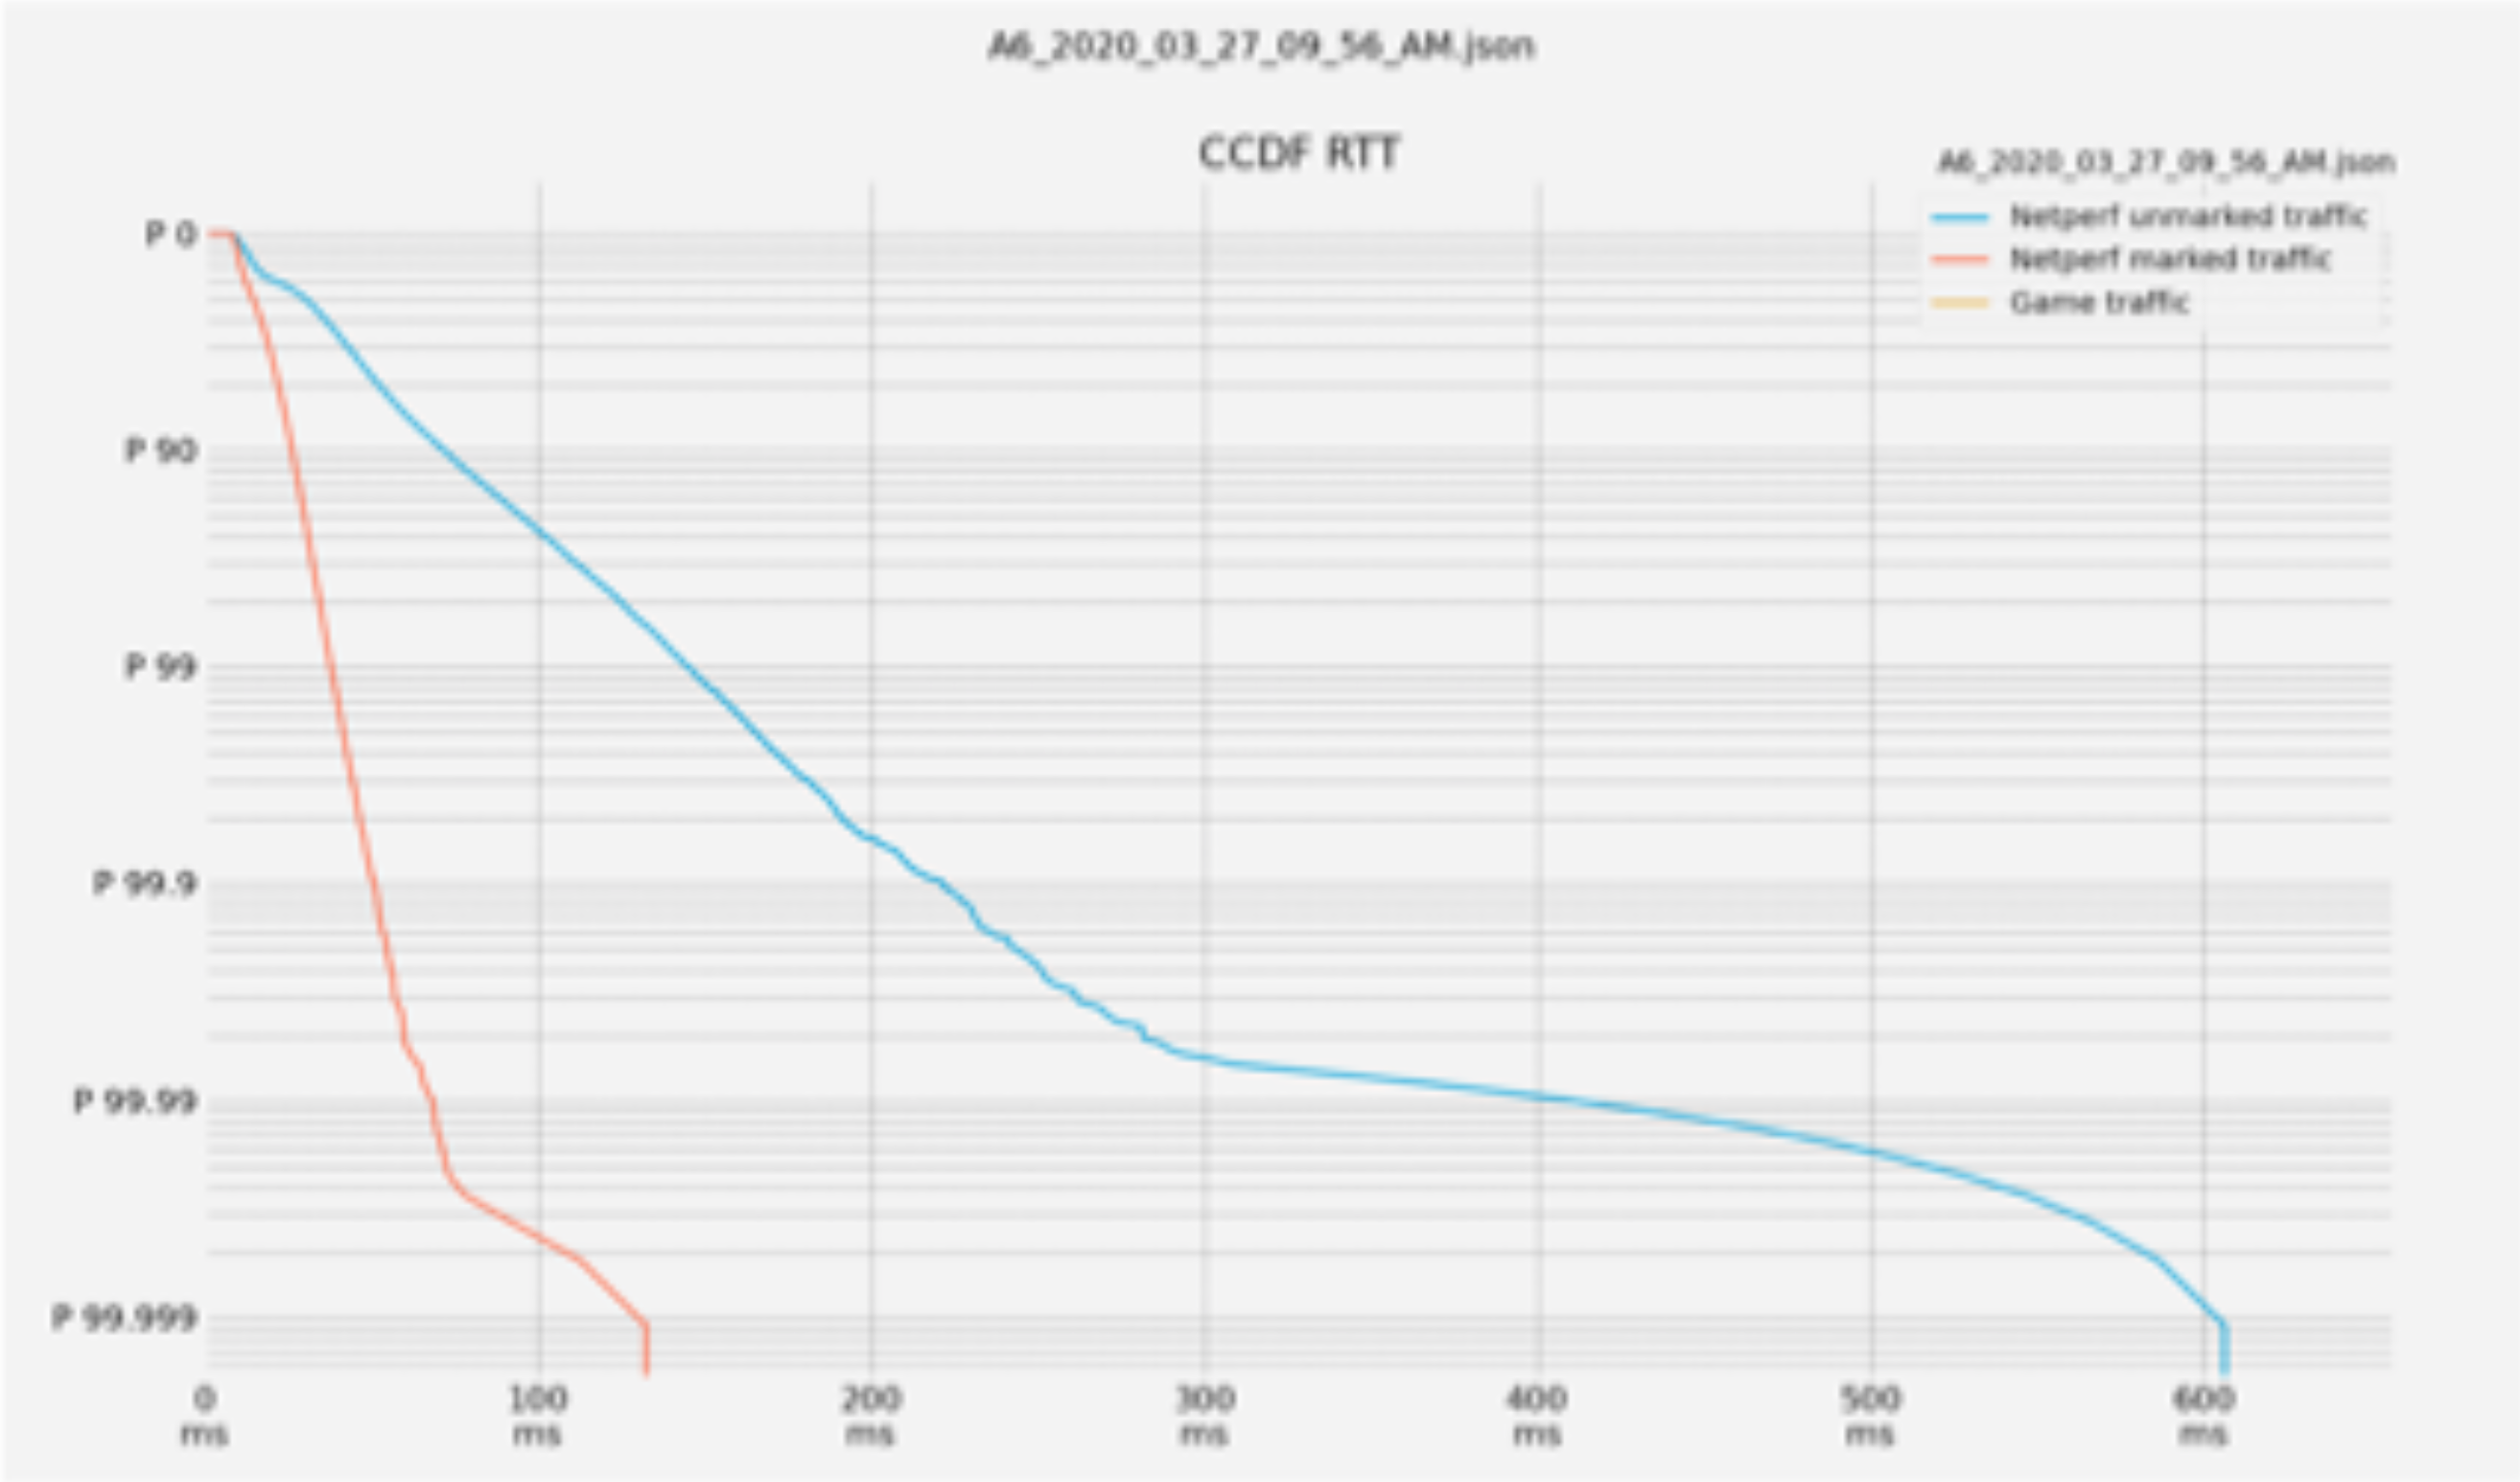 A6_2020_03_27_09_56_AM.json
CCDF RTT
A6_2020_03_27_09_56_AM.json
Netperf unmarked traffic
Netperf marked traffic
Game traffic
P 0
P 90
P 99
P 99.9
P 99.99
P 99.999
0 100 200 300 400 500 600
ms ms ms ms ms ms ms